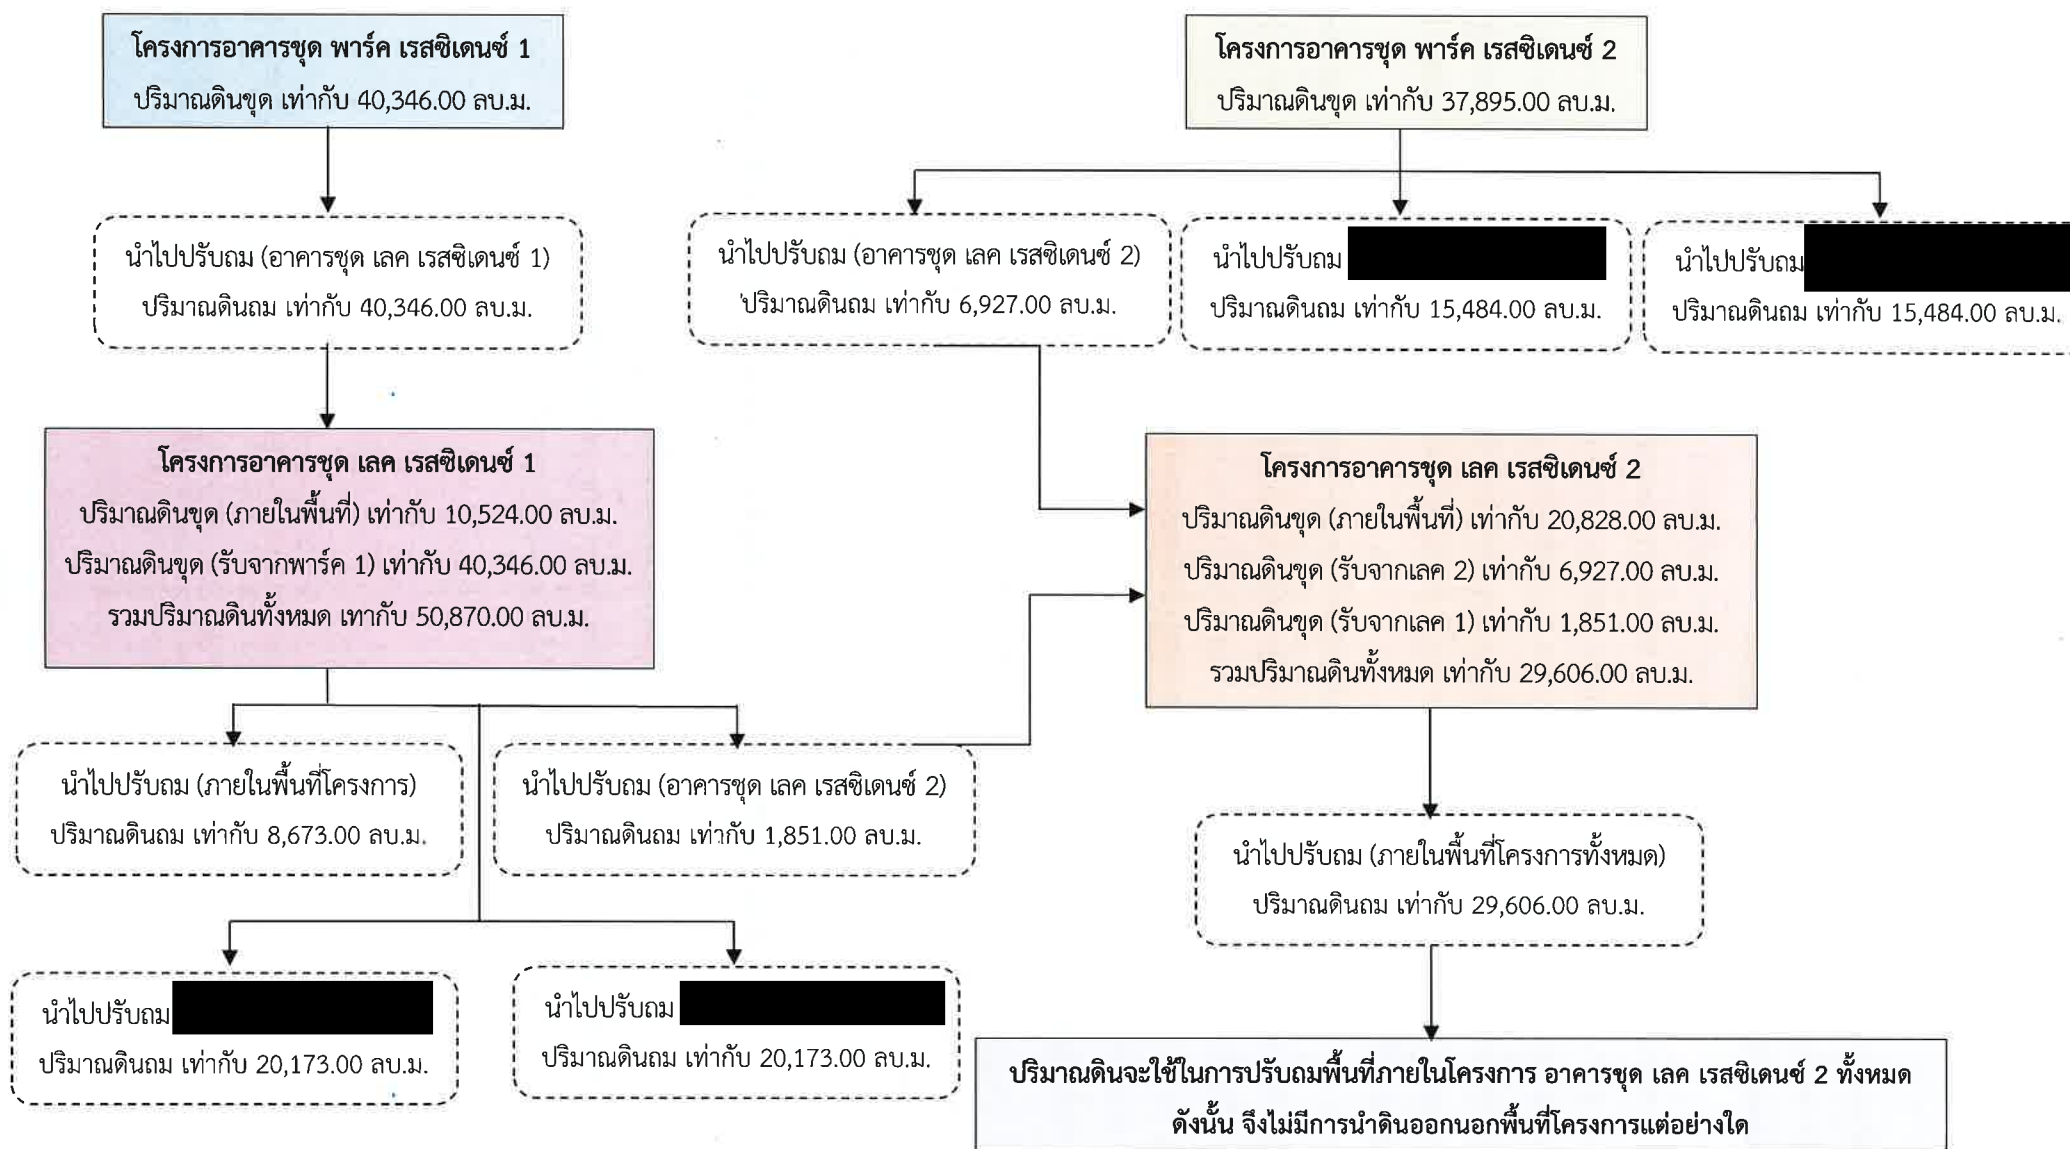 โครงการอาคารชุด พาร์ค เรสซิเดนซ์ 1
ปริมาณดินขุด เท่ากับ 40,346.00 ลบ.ม.
โครงการอาคารชุด พาร์ค เรสซิเดนซ์ 2
ปริมาณดินขุด เท่ากับ 37,895.00 ลบ.ม.
นำไปปรับถม (อาคารชุด เลค เรสซิเดนซ์ 1)
ปริมาณดินถม เท่ากับ 40,346.00 ลบ.ม.
นำไปปรับถม (อาคารชุด เลค เรสซิเดนซ์ 2)
ปริมาณดินถม เท่ากับ 6,927.00 ลบ.ม.
นำไปปรับถม
ปริมาณดินถม เท่ากับ 15,484.00 ลบ.ม.
นำไปปรับถม
ปริมาณดินถม เท่ากับ 15,484.00 ลบ.ม.
โครงการอาคารชุด เลค เรสซิเดนซ์ 1
ปริมาณดินขุด (ภายในพื้นที่) เท่ากับ 10,524.00 ลบ.ม.
ปริมาณดินขุด (รับจากพาร์ค 1) เท่ากับ 40,346.00 ลบ.ม.
รวมปริมาณดินทั้งหมด เทากับ 50,870.00 ลบ.ม.
โครงการอาคารชุด เลค เรสซิเดนซ์ 2
ปริมาณดินขุด (ภายในพื้นที่) เท่ากับ 20,828.00 ลบ.ม.
ปริมาณดินขุด (รับจากเลค 2) เท่ากับ 6,927.00 ลบ.ม.
ปริมาณดินขุด (รับจากเลค 1) เท่ากับ 1,851.00 ลบ.ม.
รวมปริมาณดินทั้งหมด เท่ากับ 29,606.00 ลบ.ม.
นำไปปรับถม (ภายในพื้นที่โครงการ)
ปริมาณดินถม เท่ากับ 8,673.00 ลบ.ม.
นำไปปรับถม (อาคารชุด เลค เรสซิเดนซ์ 2)
ปริมาณดินถม เท่ากับ 1,851.00 ลบ.ม.
นำไปปรับถม (ภายในพื้นที่โครงการทั้งหมด)
ปริมาณดินถม เท่ากับ 29,606.00 ลบ.ม.
นำไปปรับถม
ปริมาณดินถม เท่ากับ 20,173.00 ลบ.ม.
นำไปปรับถม
ปริมาณดินถม เท่ากับ 20,173.00 ลบ.ม.
ปริมาณดินจะใช้ในการปรับถมพื้นที่ภายในโครงการ อาคารชุด เลค เรสซิเดนซ์ 2 ทั้งหมด
ดังนั้น จึงไม่มีการนำดินออกนอกพื้นที่โครงการแต่อย่างใด